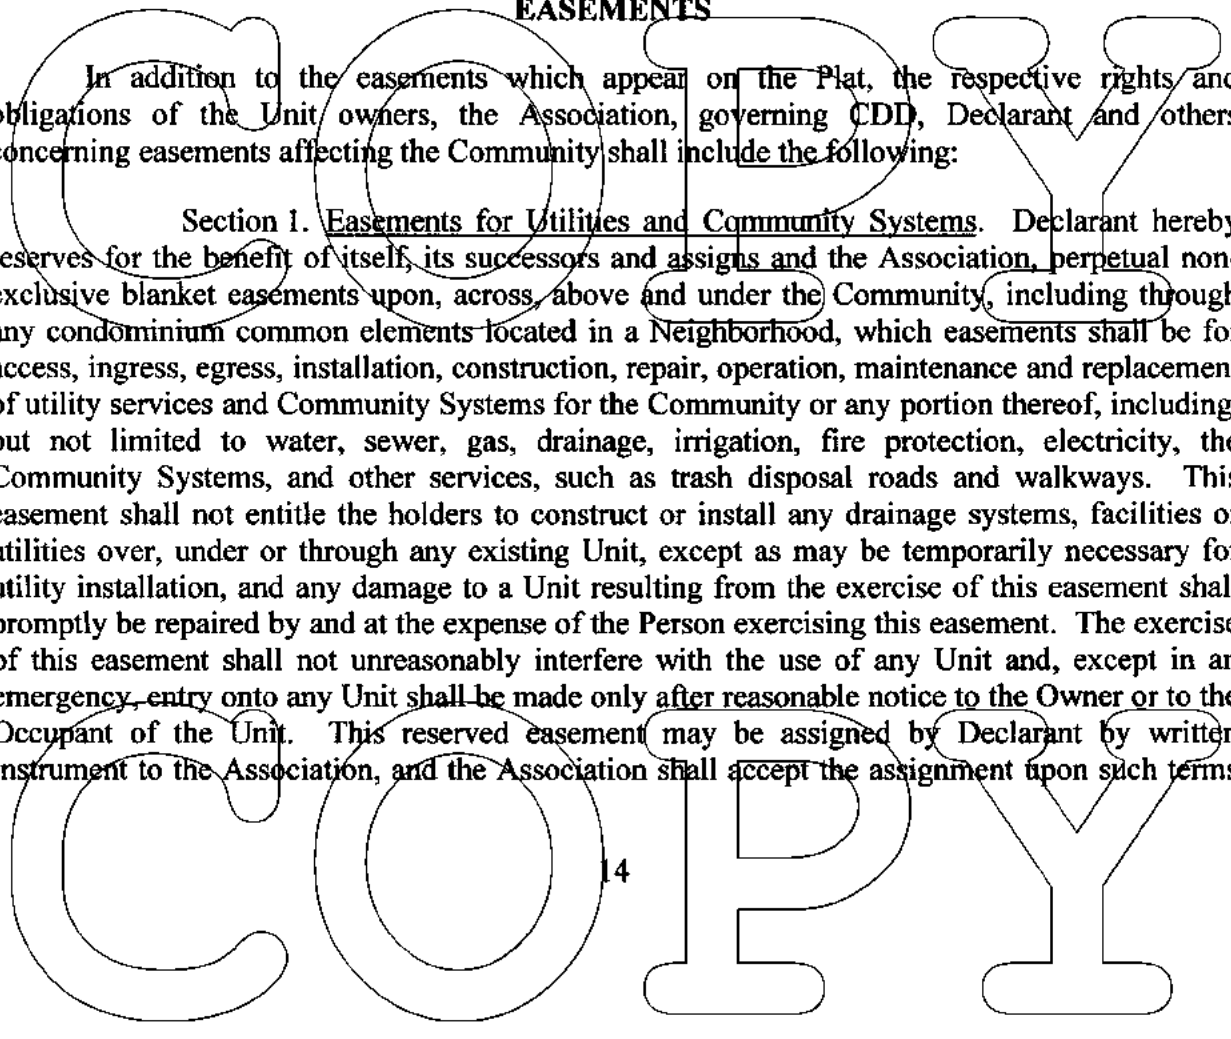 EASEMENTS
In addition to the easements which appear on the Plat, the respective rights and
obligations of the Unit owners, the Association, governing CDD, Declarant and others
concerning easements affecting the Community shall include the following:
Section 1. Easements for Utilities and Community Systems. Declarant hereby
reserves for the benefit of itself, its successors and assigns and the Association, perpetual non-
exclusive blanket easements upon, across, above and under the Community, including through
any condominium common elements located in a Neighborhood, which easements shall be for
access, ingress, egress, installation, construction, repair, operation, maintenance and replacement
of utility services and Community Systems for the Community or any portion thereof, including,
but not limited to water, sewer, gas, drainage, irrigation, fire protection, electricity, the
Community Systems, and other services, such as trash disposal roads and walkways. This
easement shall not entitle the holders to construct or install any drainage systems, facilities or
utilities over, under or through any existing Unit, except as may be temporarily necessary for
utility installation, and any damage to a Unit resulting from the exercise of this easement shall
promptly be repaired by and at the expense of the Person exercising this easement. The exercise
of this easement shall not unreasonably interfere with the use of any Unit and, except in an
emergency, entry onto any Unit shall be made only after reasonable notice to the Owner or to the
Occupant of the Unit. This reserved easement may be assigned by Declarant by written
instrument to the Association, and the Association shall accept the assignment upon such terms
14
COPY
COPY